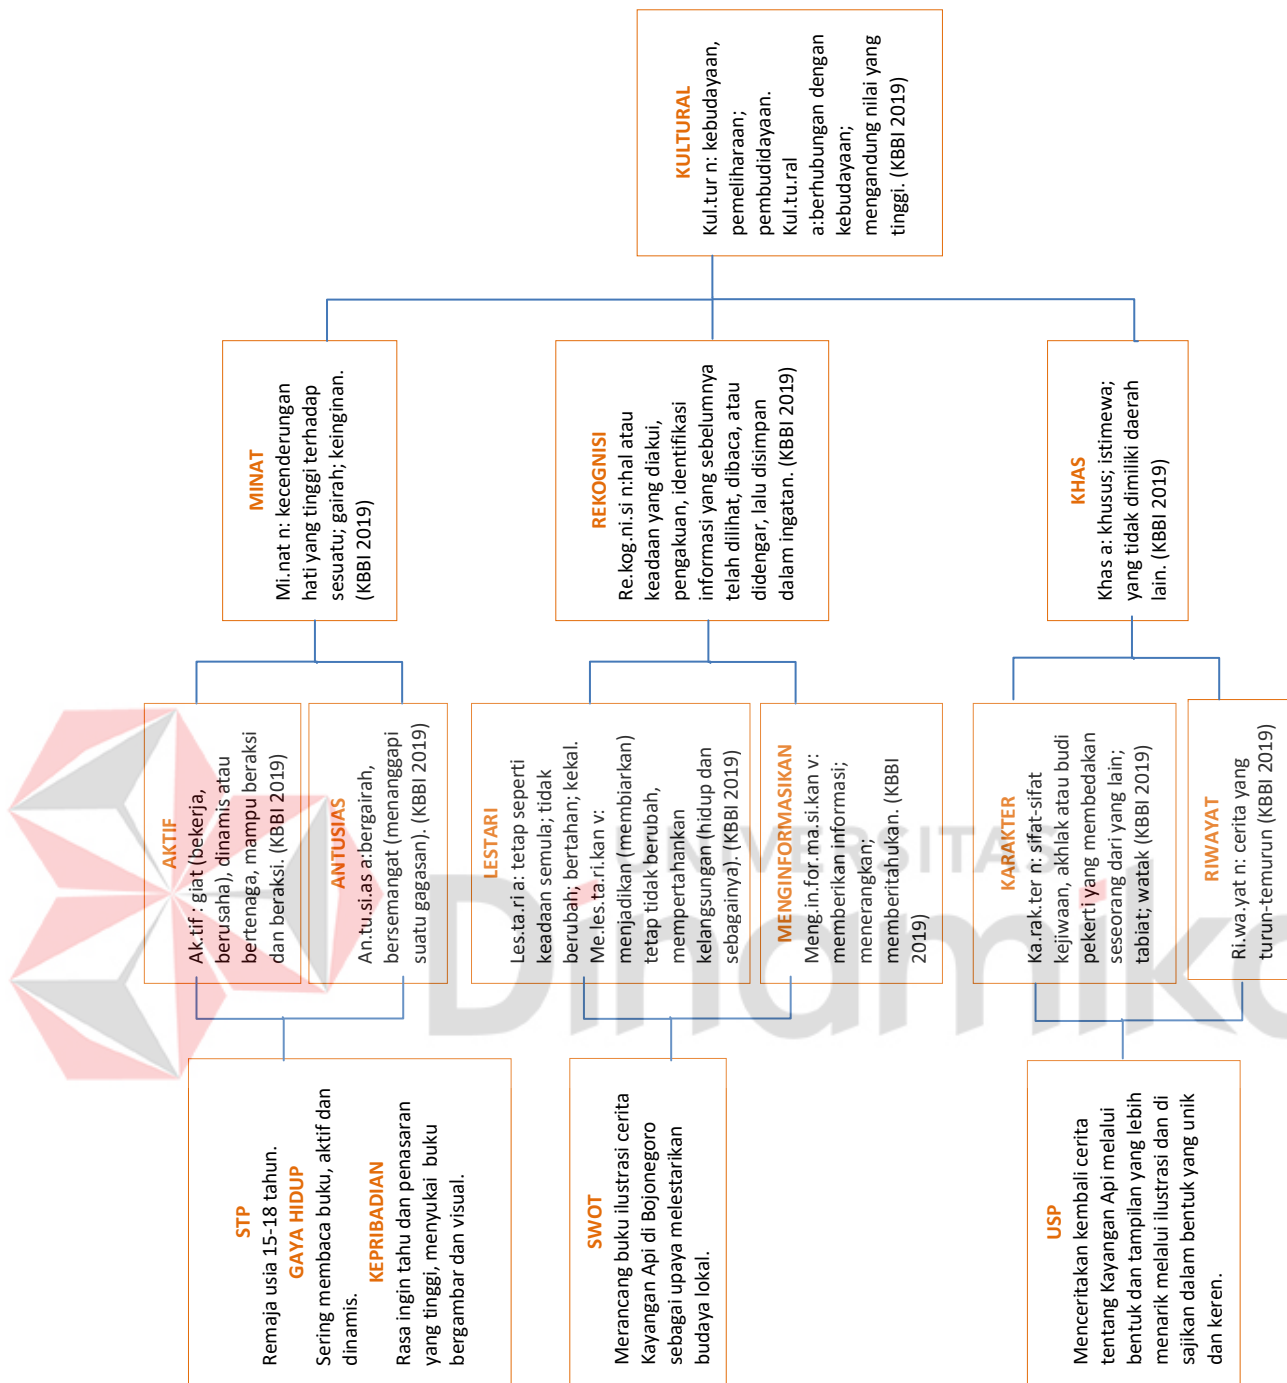 STP
Remaja usia 15-18 tahun.
GAYA HIDUP
Sering membaca buku, aktif dan
dinamis.
KEPRIBADIAN
Rasa ingin tahu dan penasaran
yang tinggi, menyukai buku
bergambar dan visual.
SWOT
Merancang buku ilustrasi cerita
Kayangan Api di Bojonegoro
sebagai upaya melestarikan
budaya lokal.
USP
Menceritakan kembali cerita
tentang Kayangan Api melalui
bentuk dan tampilan yang lebih
menarik melalui ilustrasi dan di
sajikan dalam bentuk yang unik
dan keren.
AKTIF
Ak.tif : giat (bekerja,
berusaha), dinamis atau
bertenaga, mampu beraksi
dan beraksi. (KBBI 2019)
ANTUSIAS
An.tu.si.as a:bergairah,
bersemangat (menanggapi
suatu gagasan). (KBBI 2019)
LESTARI
Les.ta.ri a: tetap seperti
keadaan semula; tidak
berubah; bertahan; kekal.
Me.les.ta.ri.kan v:
menjadikan (membiarkan)
tetap tidak berubah,
mempertahankan
kelangsungan (hidup dan
sebagainya). (KBBI 2019)
MENGINFORMASIKAN
Meng.in.for.ma.si.kan v:
memberikan informasi;
menerangkan;
memberitahukan. (KBBI
2019)
KARAKTER
Ka.rak.ter n: sifat-sifat
kejiwaan, akhlak atau budi
pekerti yang membedakan
seseorang dari yang lain;
tabiat; watak (KBBI 2019)
RIWAYAT
Ri.wa.yat n: cerita yang
turun-temurun (KBBI 2019)
MINAT
Mi.nat n: kecenderungan
hati yang tinggi terhadap
sesuatu; gairah; keinginan.
(KBBI 2019)
REKOGNISI
Re.kog.ni.si n:hal atau
keadaan yang diakui,
pengakuan, identifikasi
informasi yang sebelumnya
telah dilihat, dibaca, atau
didengar, lalu disimpan
dalam ingatan. (KBBI 2019)
KHAS
Khas a: khusus; istimewa;
yang tidak dimiliki daerah
lain. (KBBI 2019)
KULTURAL
Kul.tur n: kebudayaan,
pemeliharaan;
pembudidayaan.
Kul.tu.ral
a:berhubungan dengan
kebudayaan;
mengandung nilai yang
tinggi. (KBBI 2019)
UNIVERSITAS
Dinamika